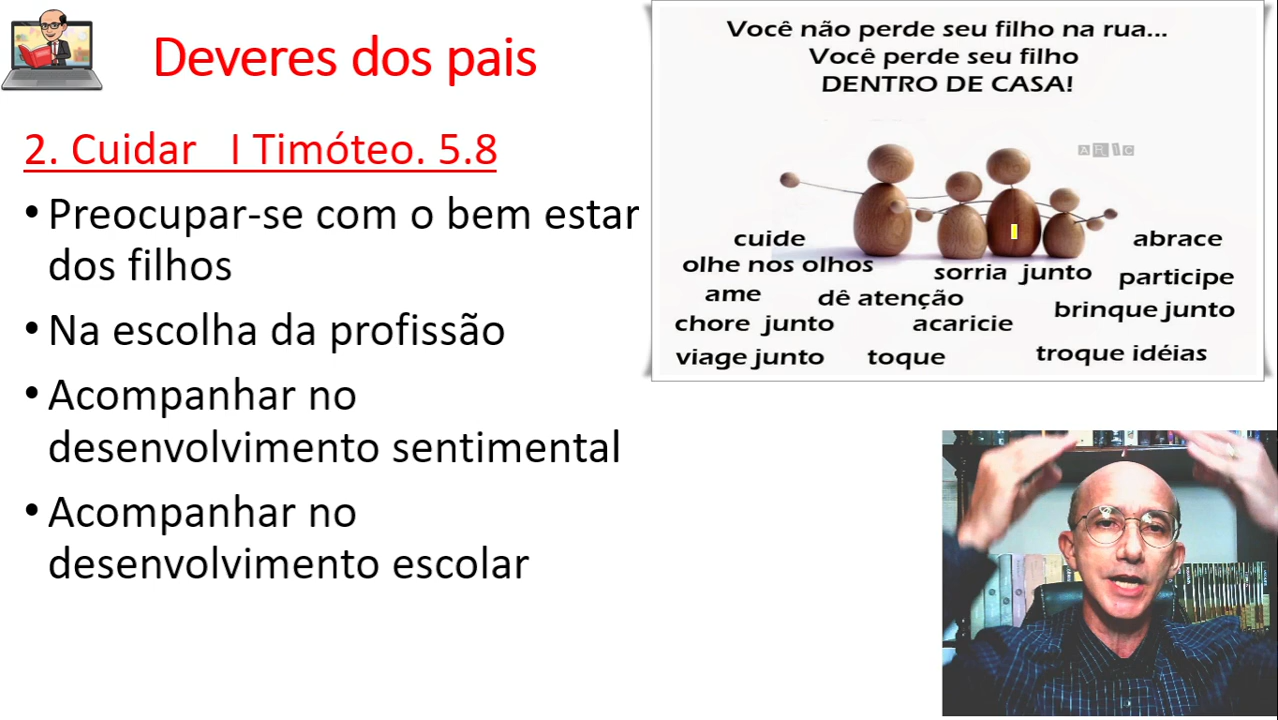 Deveres dos pais
2. Cuidar I Timóteo. 5.8
• Preocupar-se com o bem estar
dos filhos
• Na escolha da profissão
• Acompanhar no
desenvolvimento sentimental
• Acompanhar no
desenvolvimento escolar
Você não perde seu filho na rua...
Você perde seu filho
DENTRO DE CASA!
ARIC
cuide
abrace
olhe nos olhos
sorria junto
participe
ame
dê atenção
brinque junto
chore junto
acaricie
viage junto
toque
troque idéias